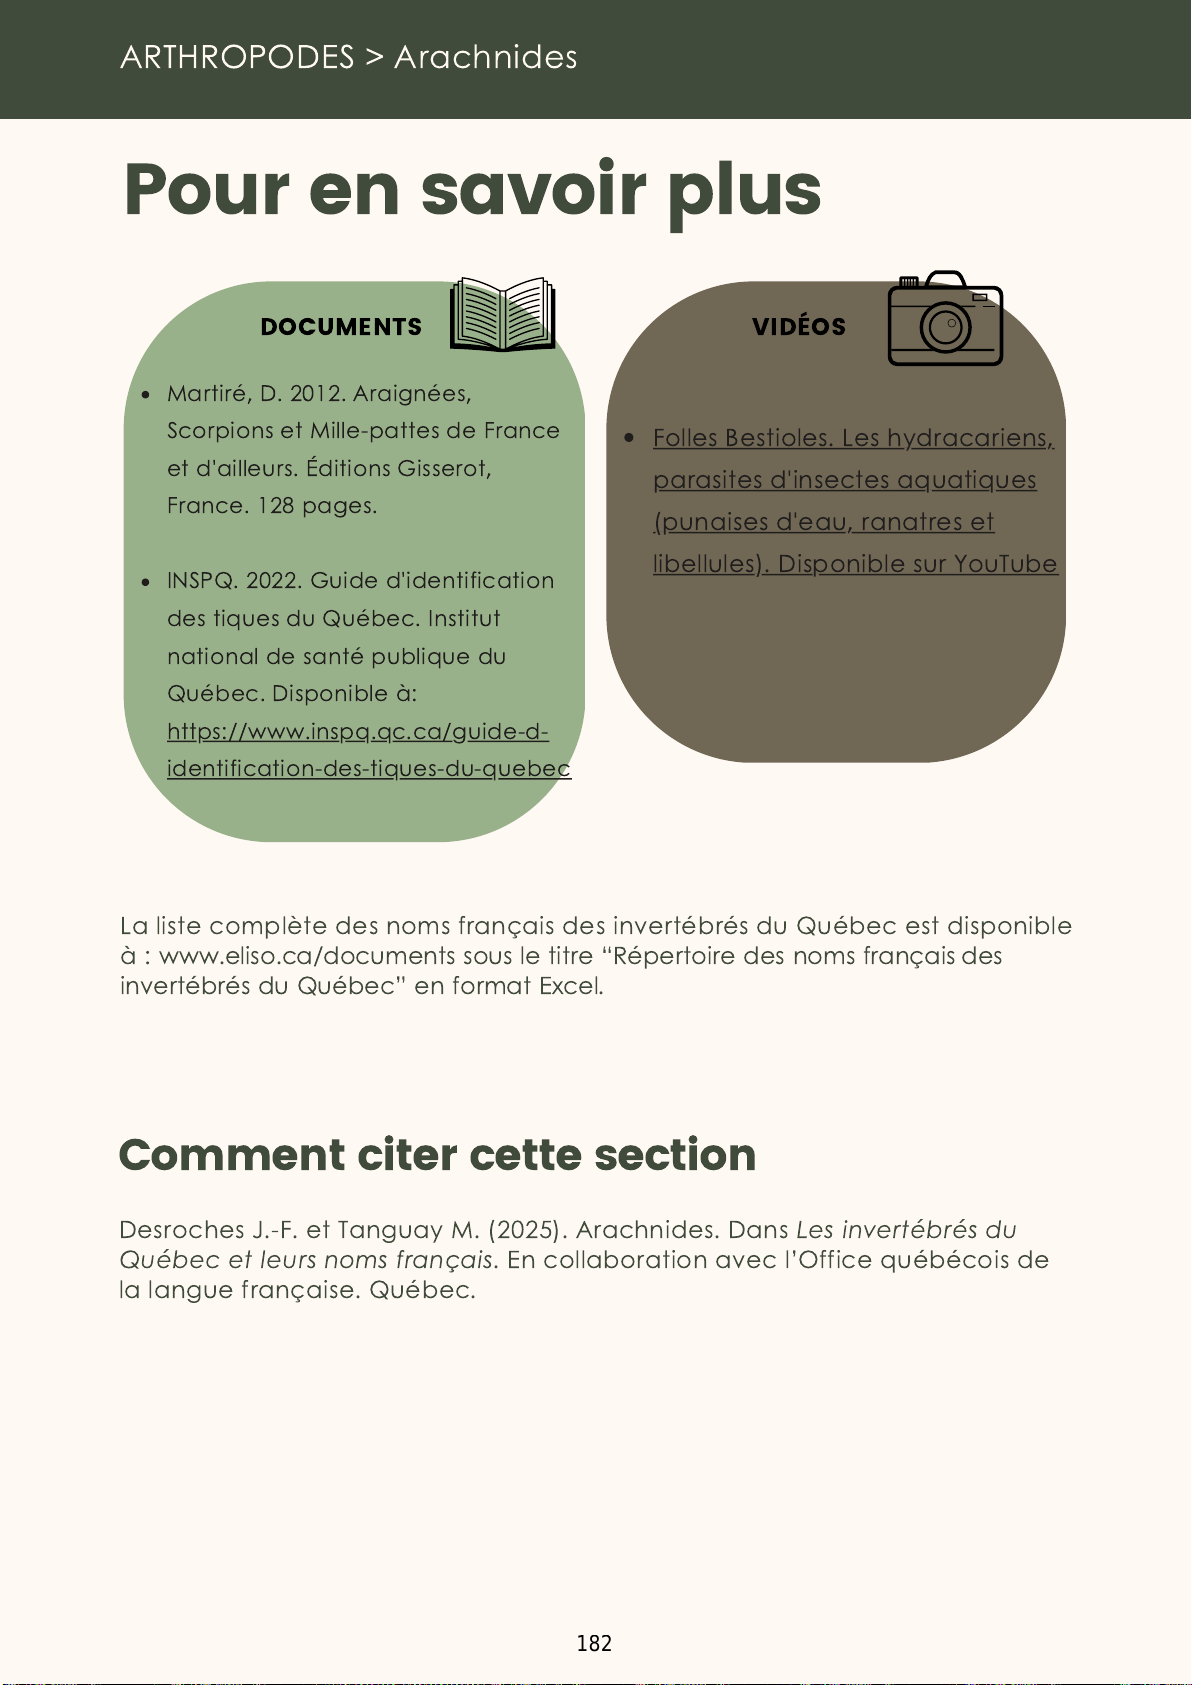 ARTHROPODES > Arachnides
Pour en savoir plus
DOCUMENTS
• Martiré, D. 2012. Araignées,
Scorpions et Mille-pattes de France
et d'ailleurs. Éditions Gisserot,
France. 128 pages.
• INSPQ. 2022. Guide d'identification
des tiques du Québec. Institut
national de santé publique du
Québec. Disponible à:
https://www.inspq.qc.ca/guide-d-
identification-des-tiques-du-quebec
VIDÉOS
• Folles Bestioles. Les hydracariens,
parasites d'insectes aquatiques
(punaises d'eau, ranatres et
libellules). Disponible sur YouTube
La liste complète des noms français des invertébrés du Québec est disponible
à : www.eliso.ca/documents sous le titre “Répertoire des noms français des
invertébrés du Québec” en format Excel.
Comment citer cette section
Desroches J.-F. et Tanguay M. (2025). Arachnides. Dans Les invertébrés du
Québec et leurs noms français. En collaboration avec l’Office québécois de
la langue française. Québec.
182